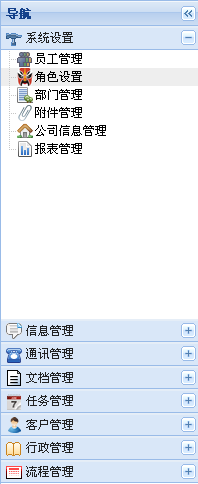 导航
系统设置
员工管理
角色设置
部门管理
附件管理
公司信息管理
报表管理
信息管理
通讯管理
文档管理
任务管理
7
客户管理
行政管理
流程管理